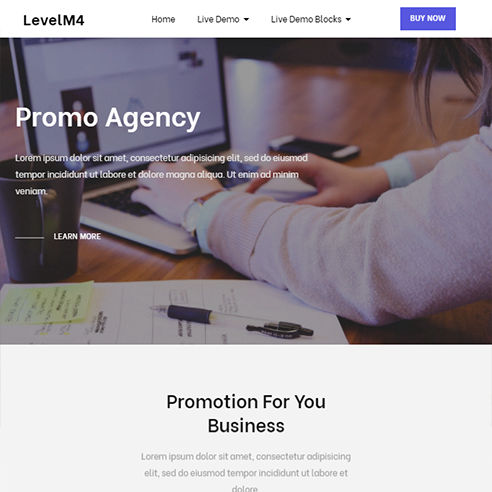 LevelM4
Home
Live Demo
Live Demo Blocks
BUY NOW
Promo Agency
Lorem ipsum dolor sit amet, consectetur adipisicing elit, sed do eiusmod
tempor incididunt ut labore et dolore magna aliqua. Ut enim ad minim
veniam.
LEARN MORE
Promotion For You
Business
Lorem ipsum dolor sit amet, consectetur adipiscing
elit, sed do eiusmod tempor incididunt ut labore et
dolore